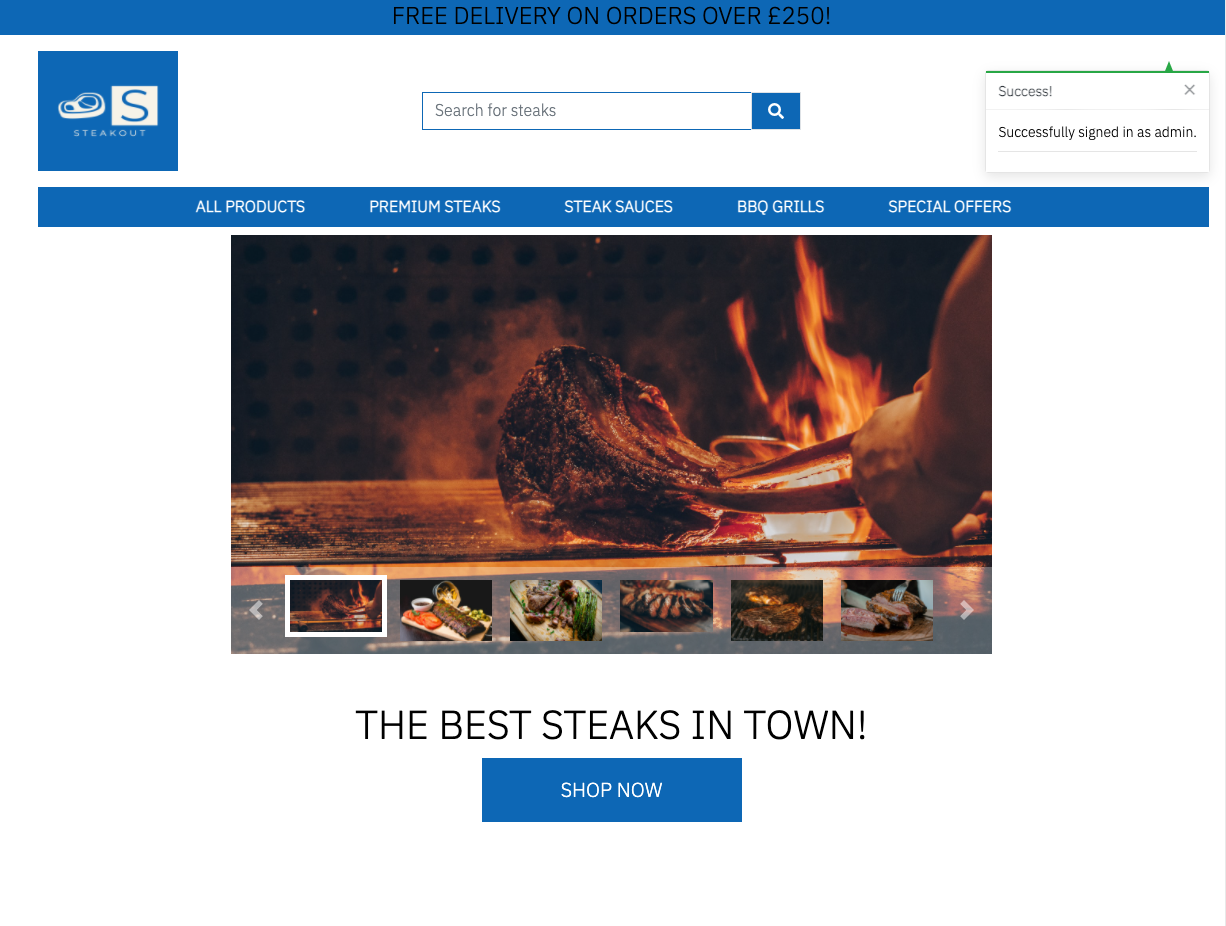 FREE DELIVERY ON ORDERS OVER £250!
S
STEAKOUT
Search for steaks
Success! ×
Successfully signed in as admin.
ALL PRODUCTS PREMIUM STEAKS STEAK SAUCES BBQ GRILLS SPECIAL OFFERS
THE BEST STEAKS IN TOWN!
SHOP NOW